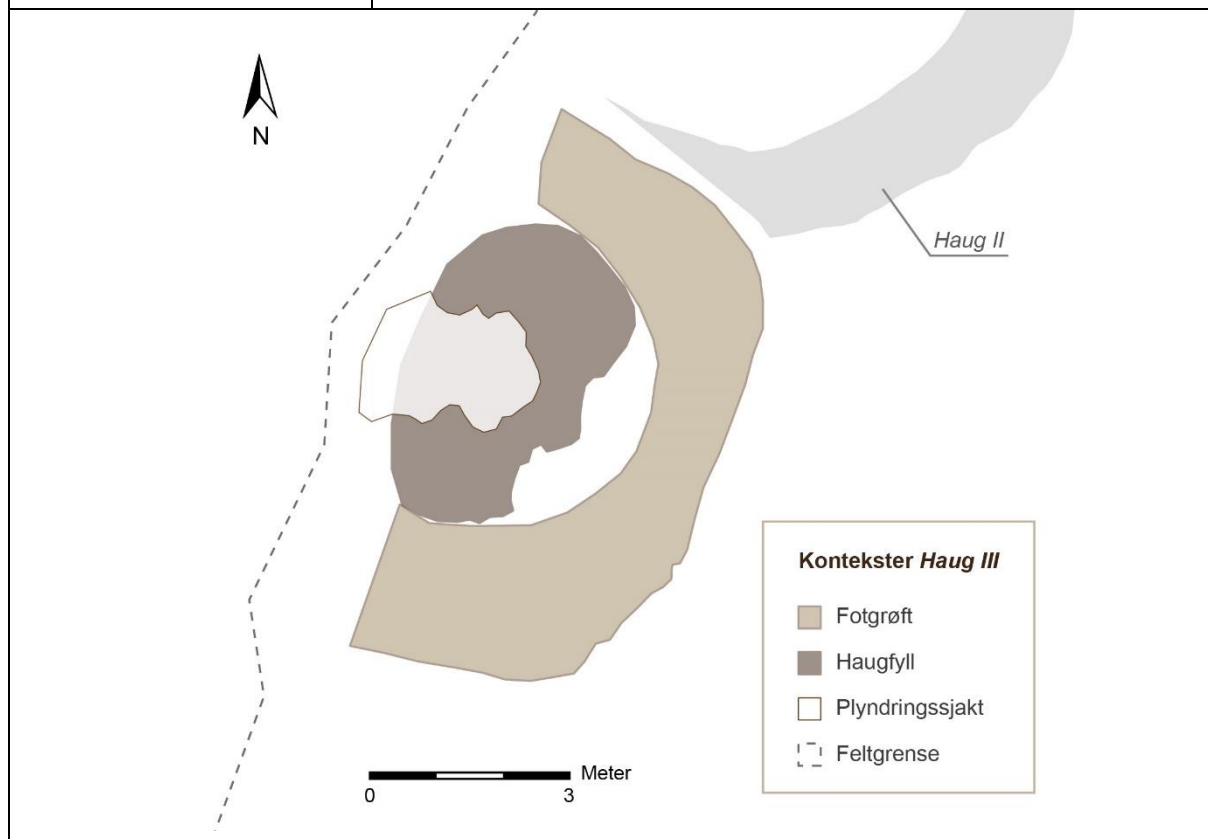 N
Haug II
Kontekster Haug III
Fotgrøft
Haugfyll
Plyndringssjakt
Feltgrense
Meter
0 3